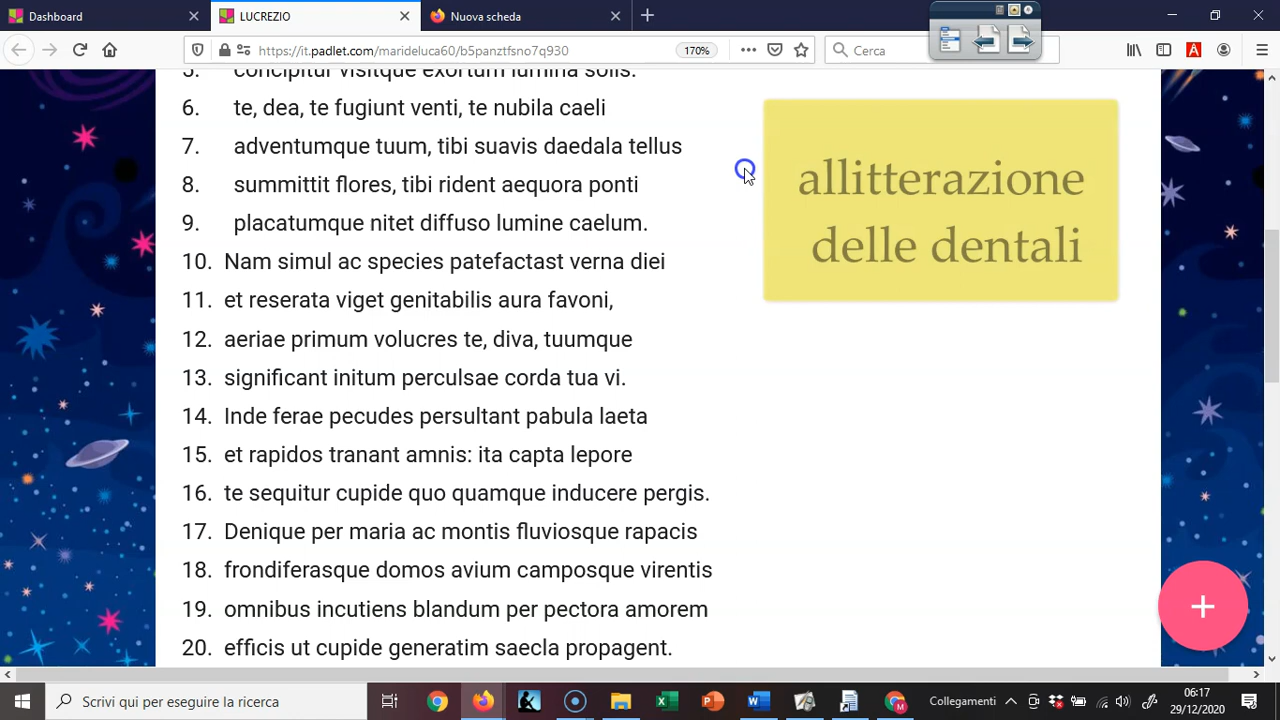 Dashboard
LUCREZIO
Nuova scheda
https://it.padlet.com/marideluca60/b5panztfsno7q930
170%
Cerca
5. concipitur visitque exortum lumina solis.
6. te, dea, te fugiunt venti, te nubila caeli
7. adventumque tuum, tibi suavis daedala tellus
8. summittit flores, tibi rident aequora ponti
9. placatumque nitet diffuso lumine caelum.
10. Nam simul ac species patefactast verna diei
11. et reserata viget genitabilis aura favoni,
12. aeriae primum volucres te, diva, tuumque
13. significant initum perculsae corda tua vi.
14. Inde ferae pecudes persultant pabula laeta
15. et rapidos tranant amnis: ita capta lepore
16. te sequitur cupide quo quamque inducere pergis.
17. Denique per maria ac montis fluviosque rapacis
18. frondiferasque domos avium camposque virentis
19. omnibus incutiens blandum per pectora amorem
20. efficis ut cupide generatim saecla propagent.
allitterazione
delle dentali
Scrivi qui per eseguire la ricerca
Collegamenti
06:17
29/12/2020